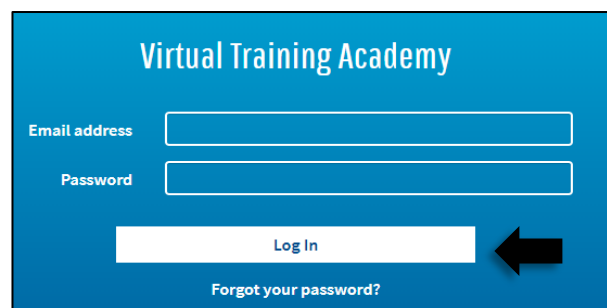 Virtual Training Academy
Email address
Password
Log In
Forgot your password?